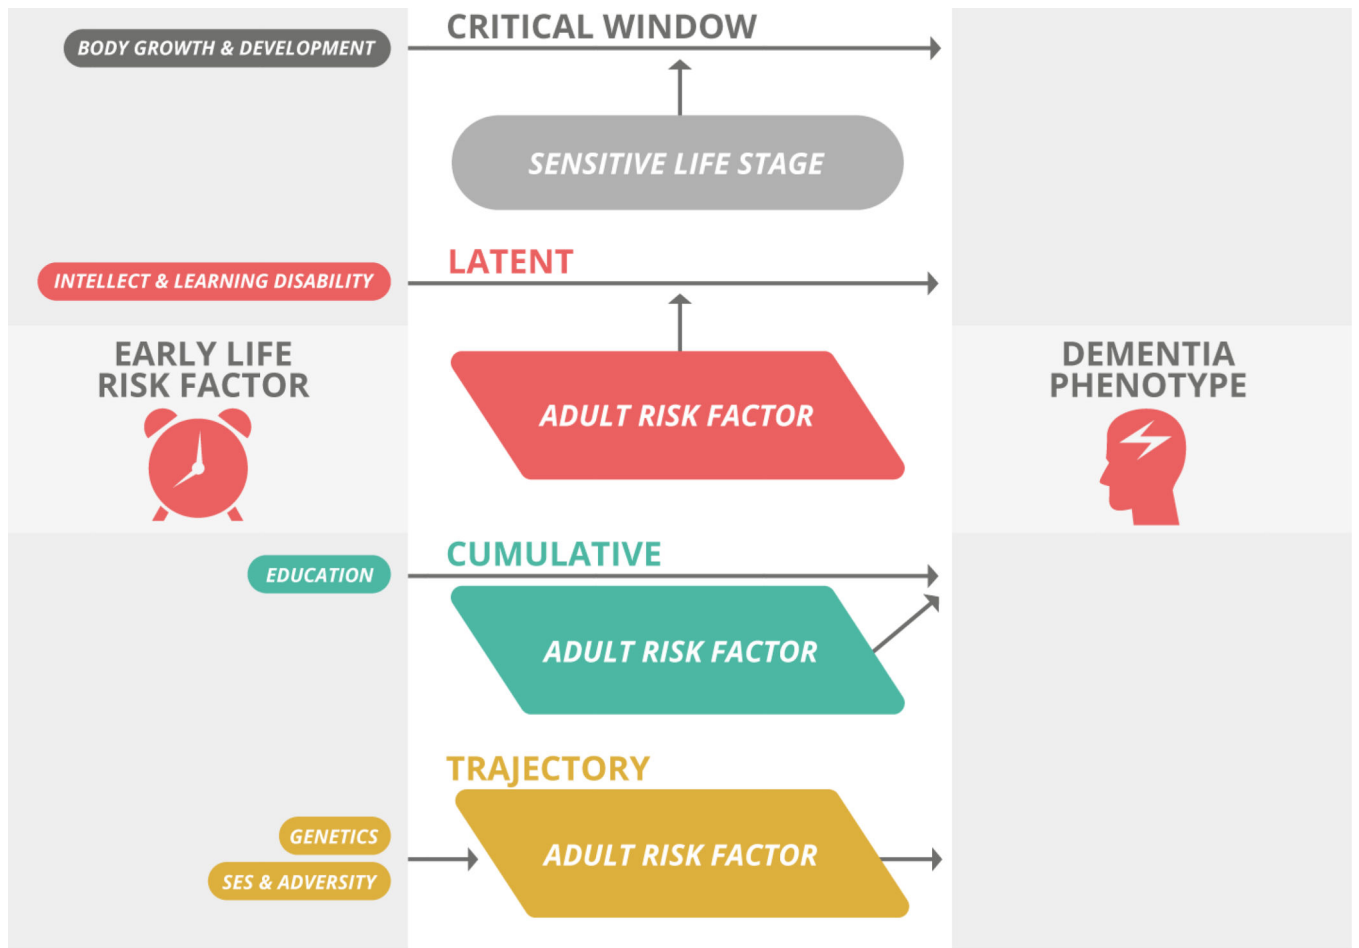 CRITICAL WINDOW
BODY GROWTH & DEVELOPMENT
SENSITIVE LIFE STAGE
LATENT
INTELLECT & LEARNING DISABILITY
EARLY LIFE
RISK FACTOR
DEMENTIA
PHENOTYPE
ADULT RISK FACTOR
CUMULATIVE
EDUCATION
ADULT RISK FACTOR
TRAJECTORY
GENETICS
ADULT RISK FACTOR
SES & ADVERSITY